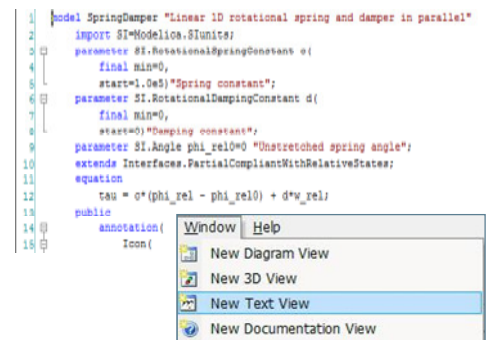 1 model SpringDamper "Linear 1D rotational spring and damper in parallel"
2 import SI=Modelica.SIunits;
3 parameter SI.RotationalSpringConstant c(
4 final min=0,
5 start=1.0e5)"Spring constant";
6 parameter SI.RotationalDampingConstant d(
7 final min=0,
8 start=0)"Damping constant";
9 parameter SI.Angle phi_rel0=0 "Unstretched spring angle";
10 extends Interfaces.PartialCompliantWithRelativeStates;
11 equation
12 tau = c*(phi_rel - phi_rel0) + d*w_rel;
13 public
14 annotation(
15 Icon(
Window Help
New Diagram View
New 3D View
New Text View
New Documentation View